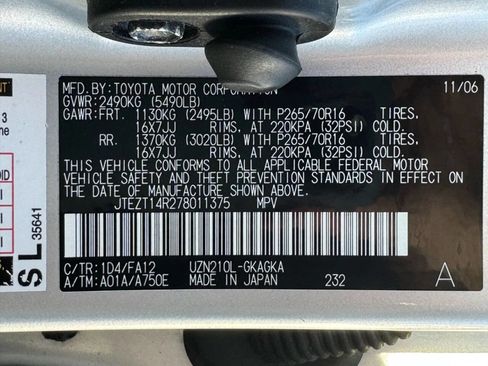 MFD.BY: TOYOTA MOTOR CORPORATION 11/06
GVWR:2490KG (5490LB)
GAWR:FRT. 1130KG (2495LB) WITH P265/70R16 TIRES.
16X7JJ RIMS, AT 220KPA (32PSI) COLD.
RR. 1370KG (3020LB) WITH P265/70R16 TIRES.
16X7JJ RIMS, AT 220KPA (32PSI) COLD.
THIS VEHICLE CONFORMS TO ALL APPLICABLE FEDERAL MOTOR
VEHICLE SAFETY AND THEFT PREVENTION STANDARDS IN EFFECT ON
THE DATE OF MANUFACTURE SHOWN ABOVE.
JTEZT14R278011375 MPV
C/TR:1D4/FA12 UZN210L-GKAGKA
A/TM:A01A/A750E MADE IN JAPAN 232 A
SL
35641